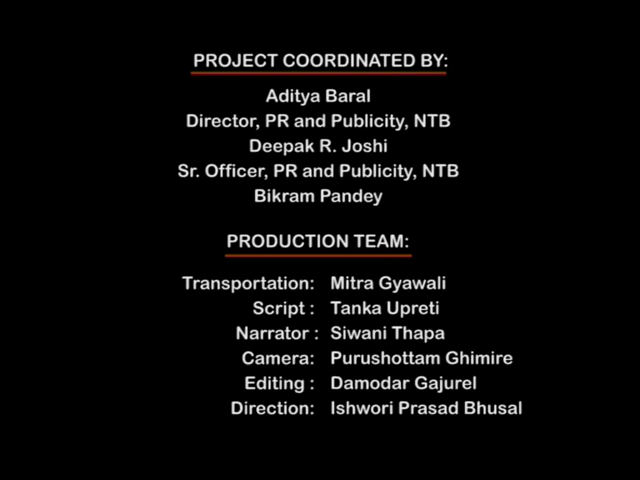 PROJECT COORDINATED BY:
Aditya Baral
Director, PR and Publicity, NTB
Deepak R. Joshi
Sr. Officer, PR and Publicity, NTB
Bikram Pandey
PRODUCTION TEAM:
Transportation: Mitra Gyawali
Script : Tanka Upreti
Narrator : Siwani Thapa
Camera: Purushottam Ghimire
Editing : Damodar Gajurel
Direction: Ishwori Prasad Bhusal